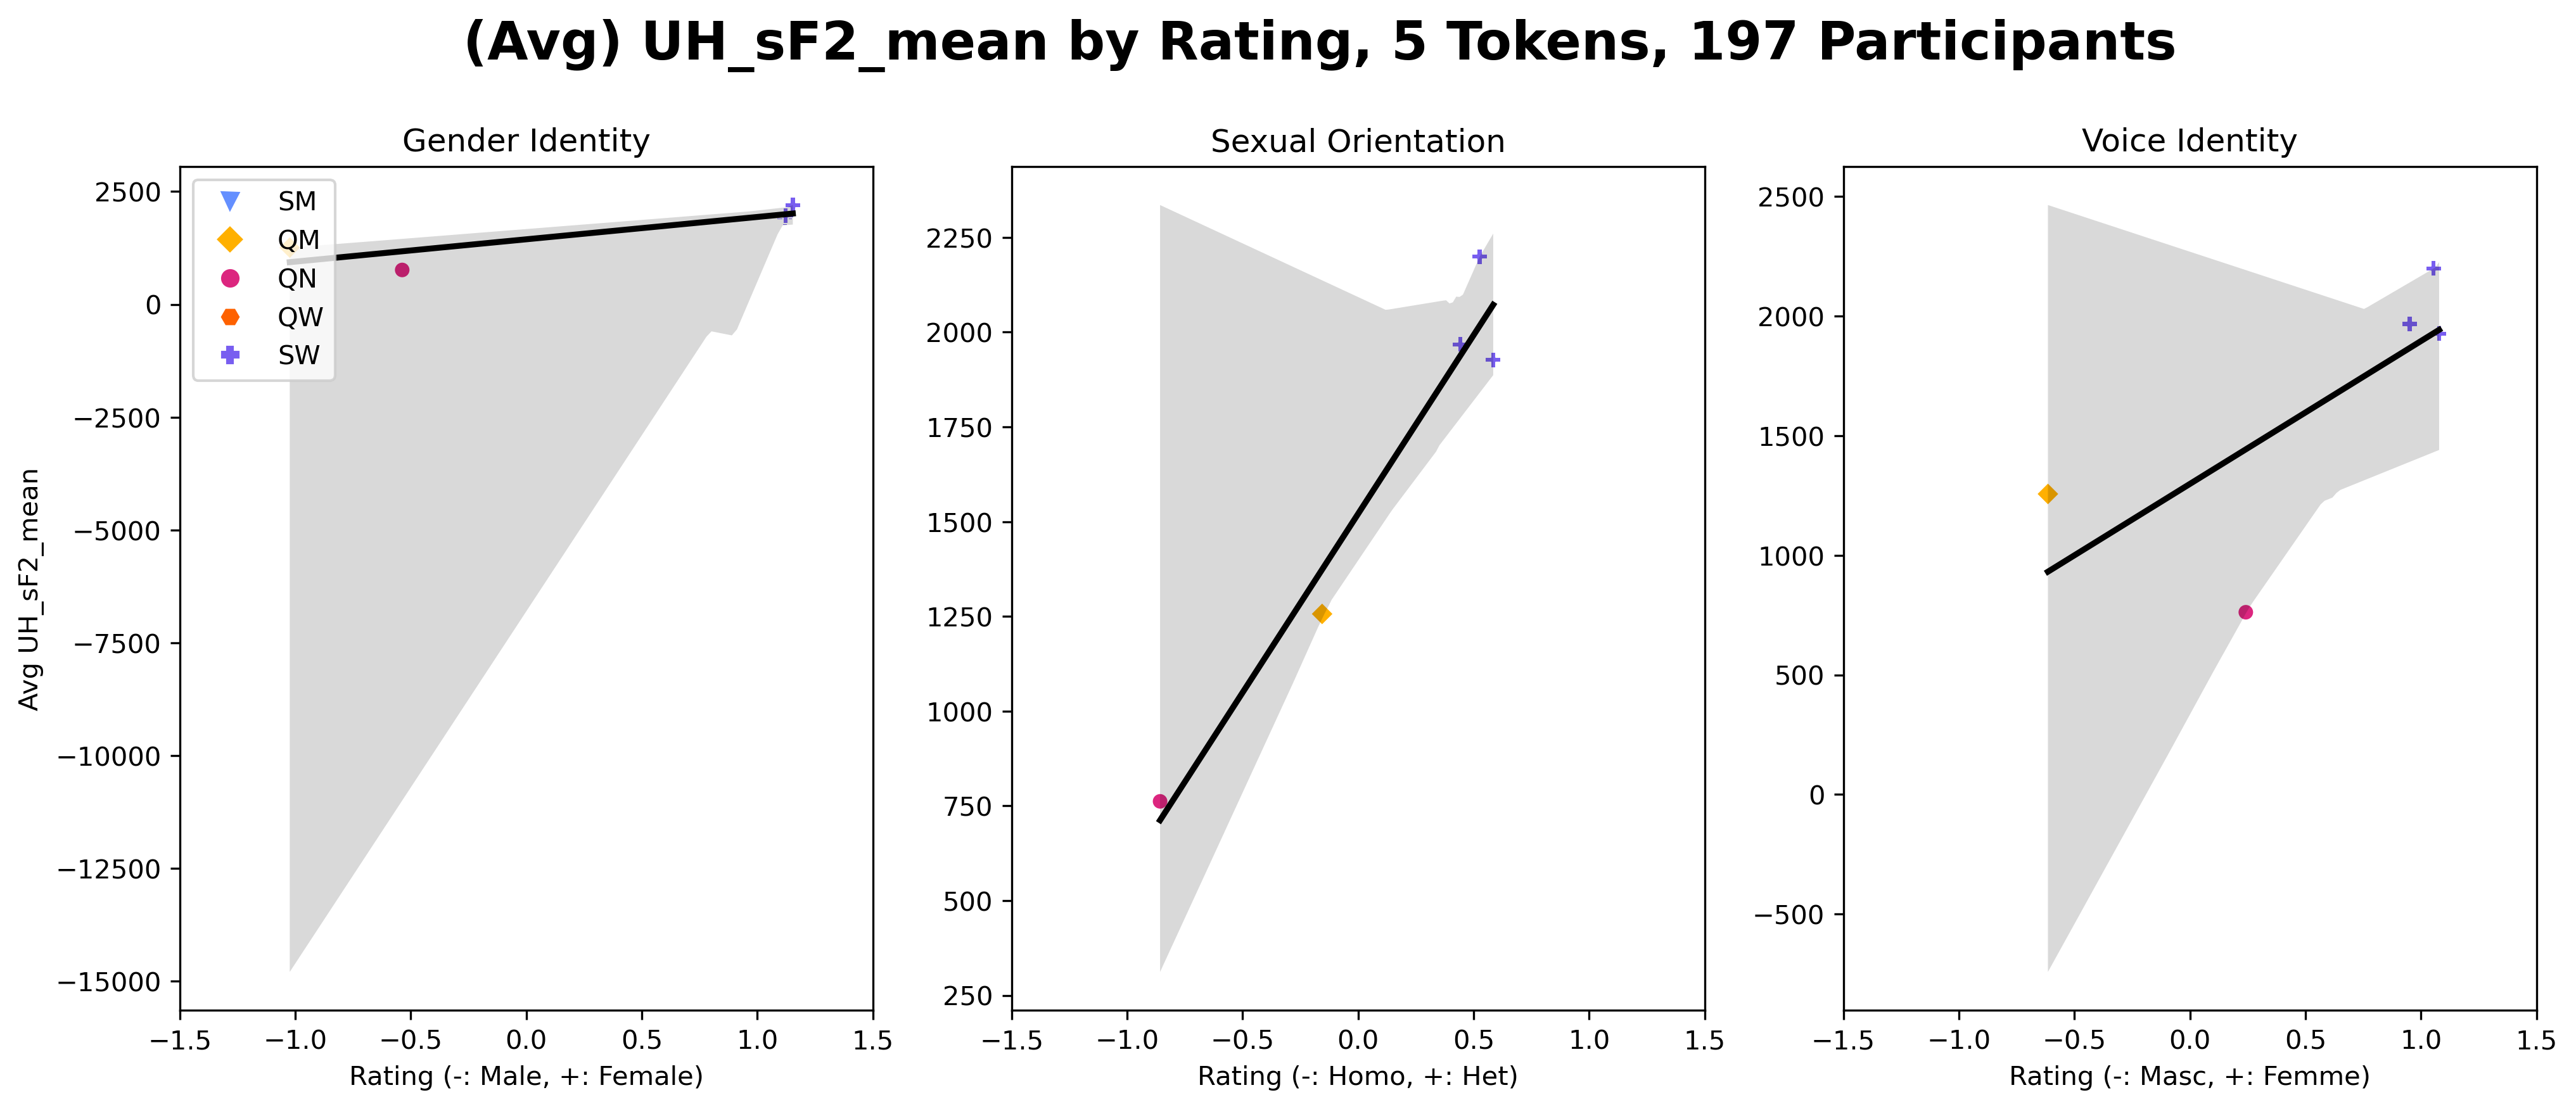 (Avg) UH_sF2_mean by Rating, 5 Tokens, 197 Participants
Gender Identity
2500
0
−2500
−5000
−7500
−10000
−12500
−15000
Avg UH_sF2_mean
SM
QM
QN
QW
SW
−1.5 −1.0 −0.5 0.0 0.5 1.0 1.5
Rating (-: Male, +: Female)
Sexual Orientation
2250
2000
1750
1500
1250
1000
750
500
250
−1.5 −1.0 −0.5 0.0 0.5 1.0 1.5
Rating (-: Homo, +: Het)
Voice Identity
2500
2000
1500
1000
500
0
−500
−1.5 −1.0 −0.5 0.0 0.5 1.0 1.5
Rating (-: Masc, +: Femme)